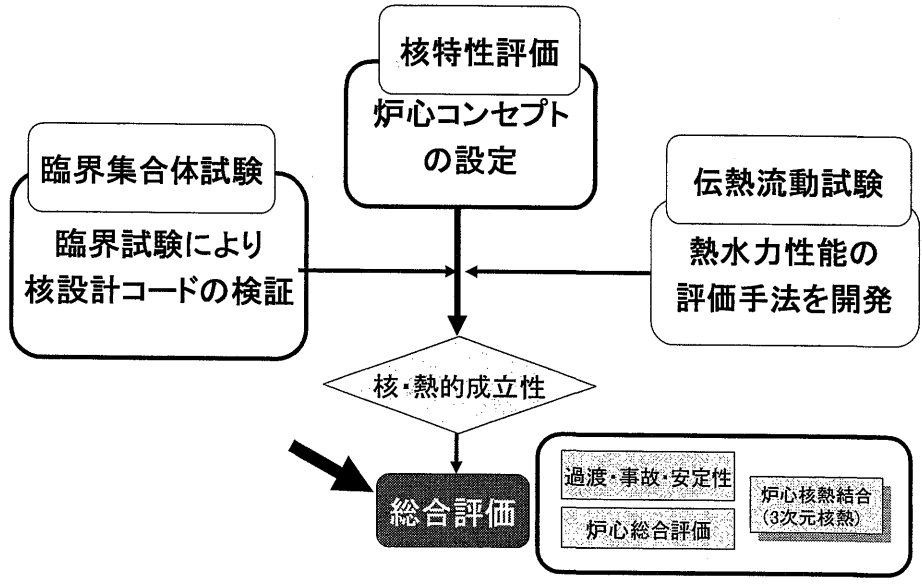 核特性評価
炉心コンセプト
の設定
臨界集合体試験
臨界試験により
核設計コードの検証
伝熱流動試験
熱水力性能の
評価手法を開発
核・熱的成立性
総合評価
過渡・事故・安定性
炉心総合評価
炉心核熱結合
(3次元核熱)